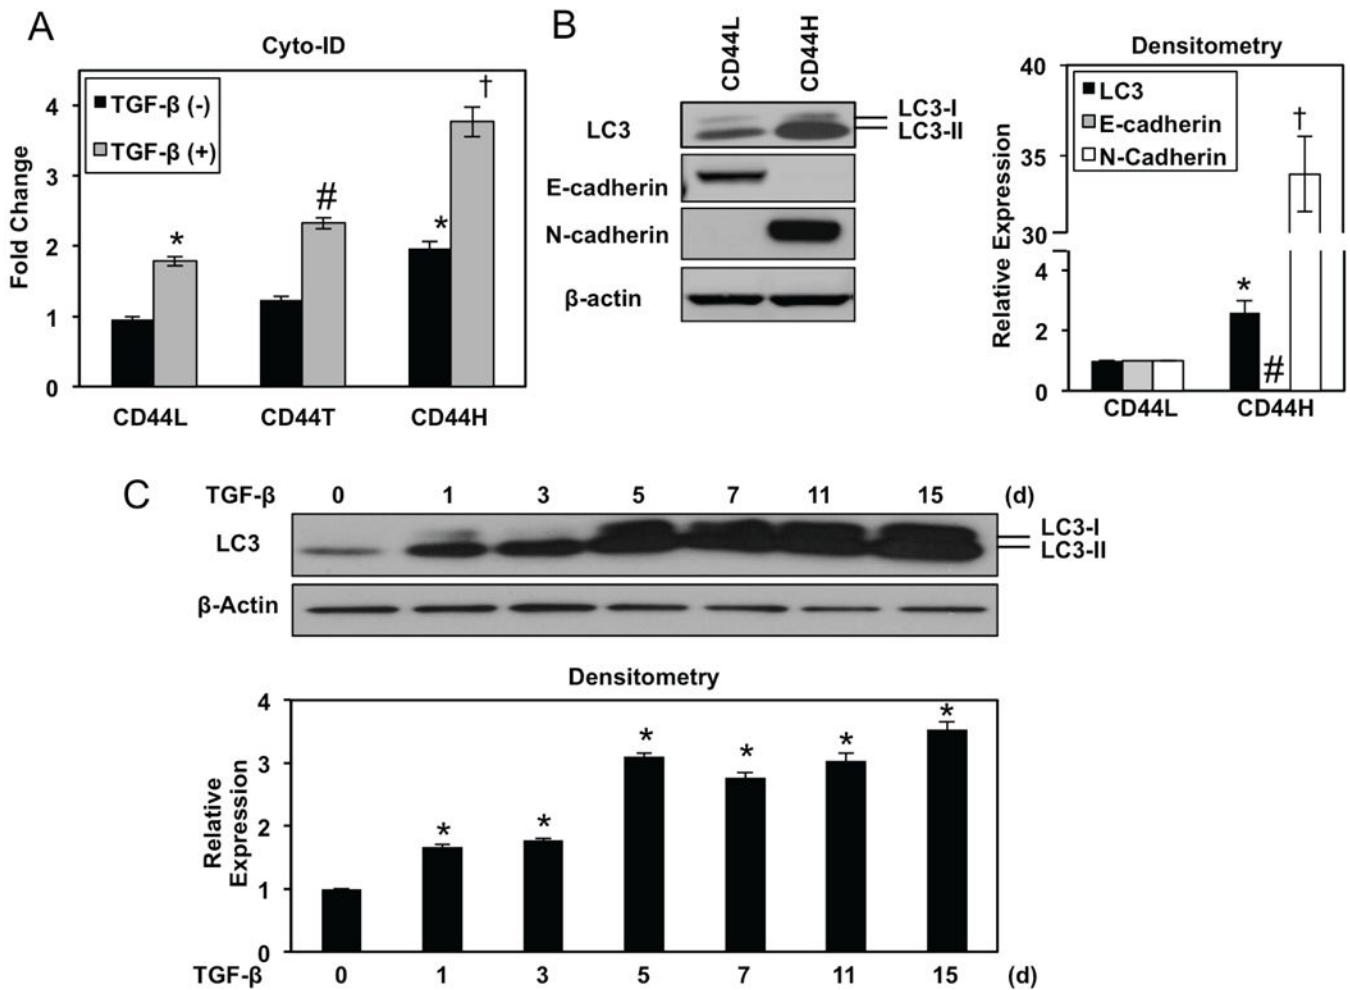 A
Cyto-ID
Fold Change
4
3
2
1
0
TGF-β (-)
TGF-β (+)
*
#
*
†
CD44L
CD44T
CD44H
B
CD44L
CD44H
LC3
LC3-I
LC3-II
E-cadherin
N-cadherin
β-actin
Densitometry
Relative Expression
40
35
30
4
2
0
LC3
E-cadherin
N-Cadherin
*
#
†
CD44L
CD44H
C
TGF-β 0 1 3 5 7 11 15 (d)
LC3
LC3-I
LC3-II
β-Actin
Densitometry
Relative
Expression
4
3
2
1
0
*
*
*
*
*
*
TGF-β 0 1 3 5 7 11 15 (d)